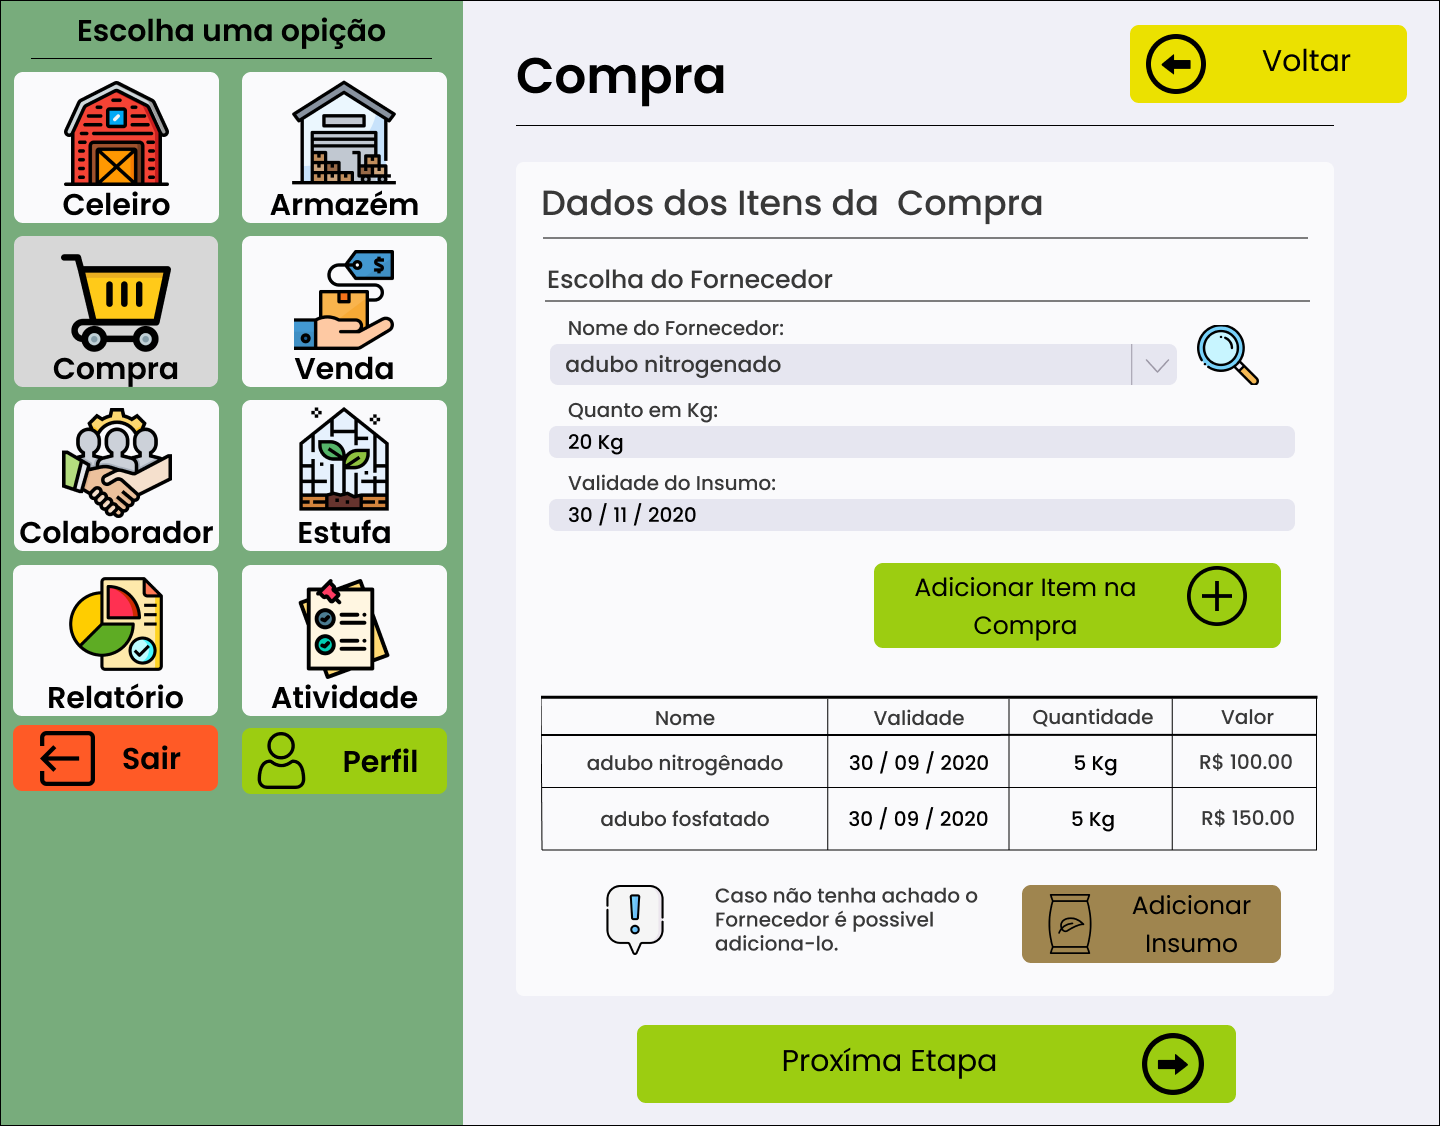 Escolha uma opição
Celeiro
Armazém
Compra
Venda
Colaborador
Estufa
Relatório
Atividade
Sair
Perfil
Compra
Voltar
Dados dos Itens da Compra
Escolha do Fornecedor
Nome do Fornecedor:
adubo nitrogenado
Quanto em Kg:
20 Kg
Validade do Insumo:
30 / 11 / 2020
Adicionar Item na
Compra
Nome Validade Quantidade Valor
adubo nitrogênado 30 / 09 / 2020 5 Kg R$ 100.00
adubo fosfatado 30 / 09 / 2020 5 Kg R$ 150.00
Caso não tenha achado o
Fornecedor é possivel
adiciona-lo.
Adicionar
Insumo
Proxíma Etapa